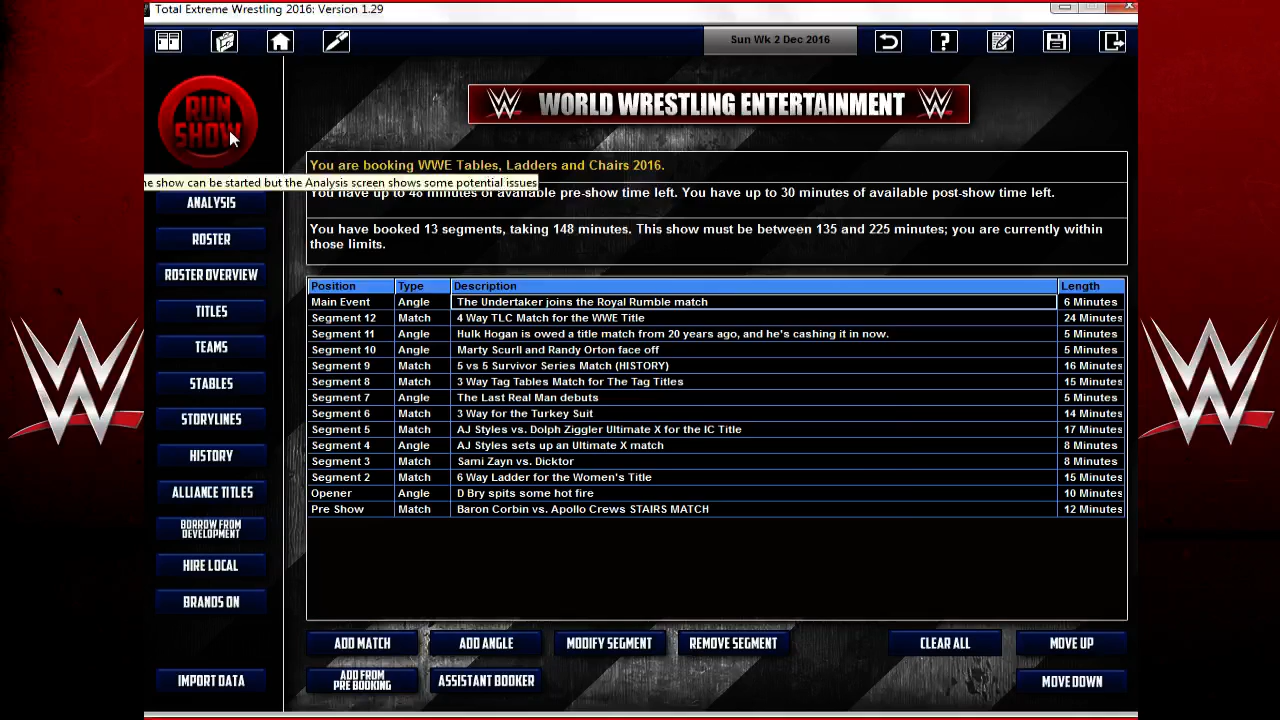 Total Extreme Wrestling 2016: Version 1.29
Sun Wk 2 Dec 2016
?
RUN
SHOW
WORLD WRESTLING ENTERTAINMENT
You are booking WWE Tables, Ladders and Chairs 2016.
he show can be started but the Analysis screen shows some potential issues
You have up to 48 minutes of available pre-show time left. You have up to 30 minutes of available post-show time left.
You have booked 13 segments, taking 148 minutes. This show must be between 135 and 225 minutes; you are currently within
those limits.
ANALYSIS
ROSTER
ROSTER OVERVIEW
TITLES
TEAMS
STABLES
STORYLINES
HISTORY
ALLIANCE TITLES
BORROW FROM
DEVELOPMENT
HIRE LOCAL
BRANDS ON
IMPORT DATA
Position Type Description Length
Main Event Angle The Undertaker joins the Royal Rumble match 6 Minutes
Segment 12 Match 4 Way TLC Match for the WWE Title 24 Minutes
Segment 11 Angle Hulk Hogan is owed a title match from 20 years ago, and he's cashing it in now. 5 Minutes
Segment 10 Angle Marty Scurll and Randy Orton face off 5 Minutes
Segment 9 Match 5 vs 5 Survivor Series Match (HISTORY) 16 Minutes
Segment 8 Match 3 Way Tag Tables Match for The Tag Titles 15 Minutes
Segment 7 Angle The Last Real Man debuts 5 Minutes
Segment 6 Match 3 Way for the Turkey Suit 14 Minutes
Segment 5 Match AJ Styles vs. Dolph Ziggler Ultimate X for the IC Title 17 Minutes
Segment 4 Angle AJ Styles sets up an Ultimate X match 8 Minutes
Segment 3 Match Sami Zayn vs. Dicktor 8 Minutes
Segment 2 Match 6 Way Ladder for the Women's Title 15 Minutes
Opener Angle D Bry spits some hot fire 10 Minutes
Pre Show Match Baron Corbin vs. Apollo Crews STAIRS MATCH 12 Minutes
ADD MATCH ADD ANGLE MODIFY SEGMENT REMOVE SEGMENT CLEAR ALL MOVE UP
ADD FROM
PRE BOOKING
ASSISTANT BOOKER MOVE DOWN